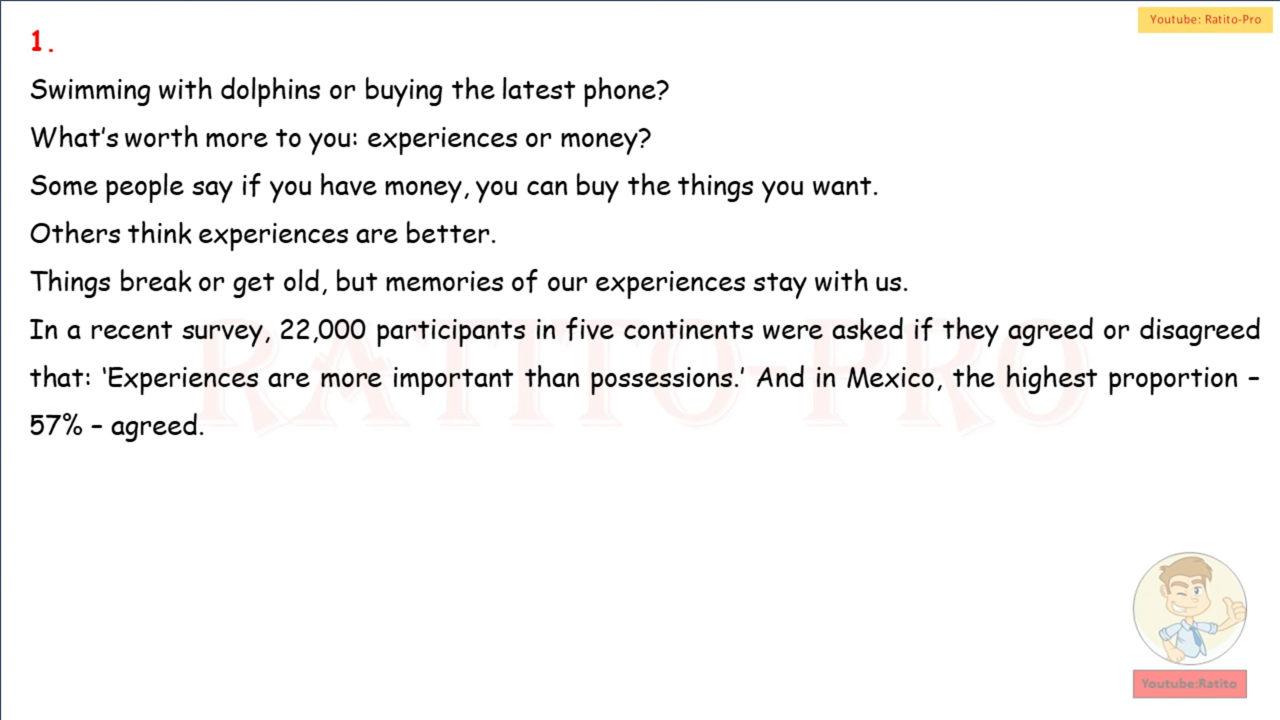 Youtube: Ratito-Pro
1.
Swimming with dolphins or buying the latest phone?
What's worth more to you: experiences or money?
Some people say if you have money, you can buy the things you want.
Others think experiences are better.
Things break or get old, but memories of our experiences stay with us.
In a recent survey, 22,000 participants in five continents were asked if they agreed or disagreed
that: ‘Experiences are more important than possessions.’ And in Mexico, the highest proportion –
57% – agreed.
RATITO-PRO
Youtube:Ratito